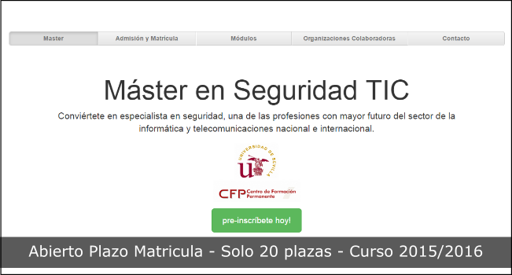 Master Admisión y Matricula Módulos Organizaciones Colaboradoras Contacto
Máster en Seguridad TIC
Conviértete en especialista en seguridad, una de las profesiones con mayor futuro del sector de la
informática y telecomunicaciones nacional e internacional.
UNIVERSIDAD DE SEVILLA
CFP Centro de Formación
Permanente
pre-inscríbete hoy!
Abierto Plazo Matricula - Solo 20 plazas - Curso 2015/2016